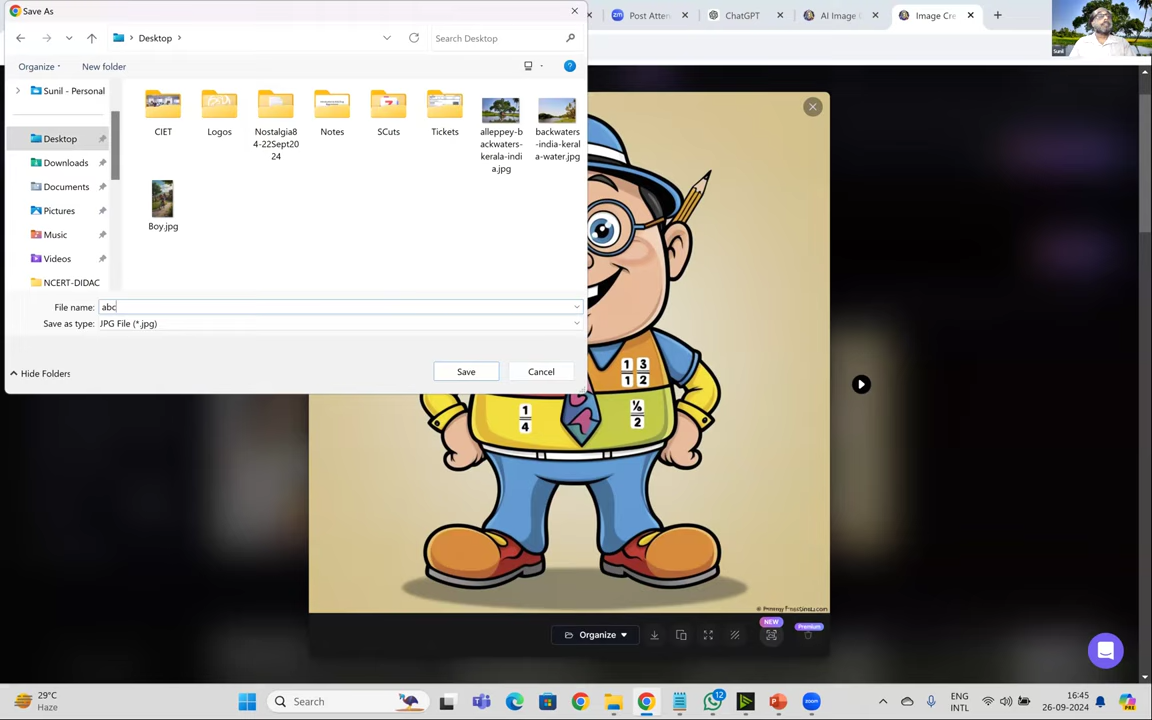 Save As
Post Atten
ChatGPT
AI Image
Image Cre
Desktop
Search Desktop
Organize
New folder
Sunil - Personal
Desktop
Downloads
Documents
Pictures
Music
Videos
NCERT-DIDAC
CIET
Logos
Nostalgia8
4-22Sept20
24
Notes
SCuts
Tickets
alleppey-b
ackwaters-
kerala-indi
a.jpg
backwaters
-india-keral
a-water.jpg
Boy.jpg
File name: abc
Save as type: JPG File (*.jpg)
Hide Folders
Save
Cancel
Sunil
1 3
1 2
1
4
⅙
2
Organize
NEW
Premium
29°C
Haze
Search
12
ENG
INTL
16:45
26-09-2024
PRE